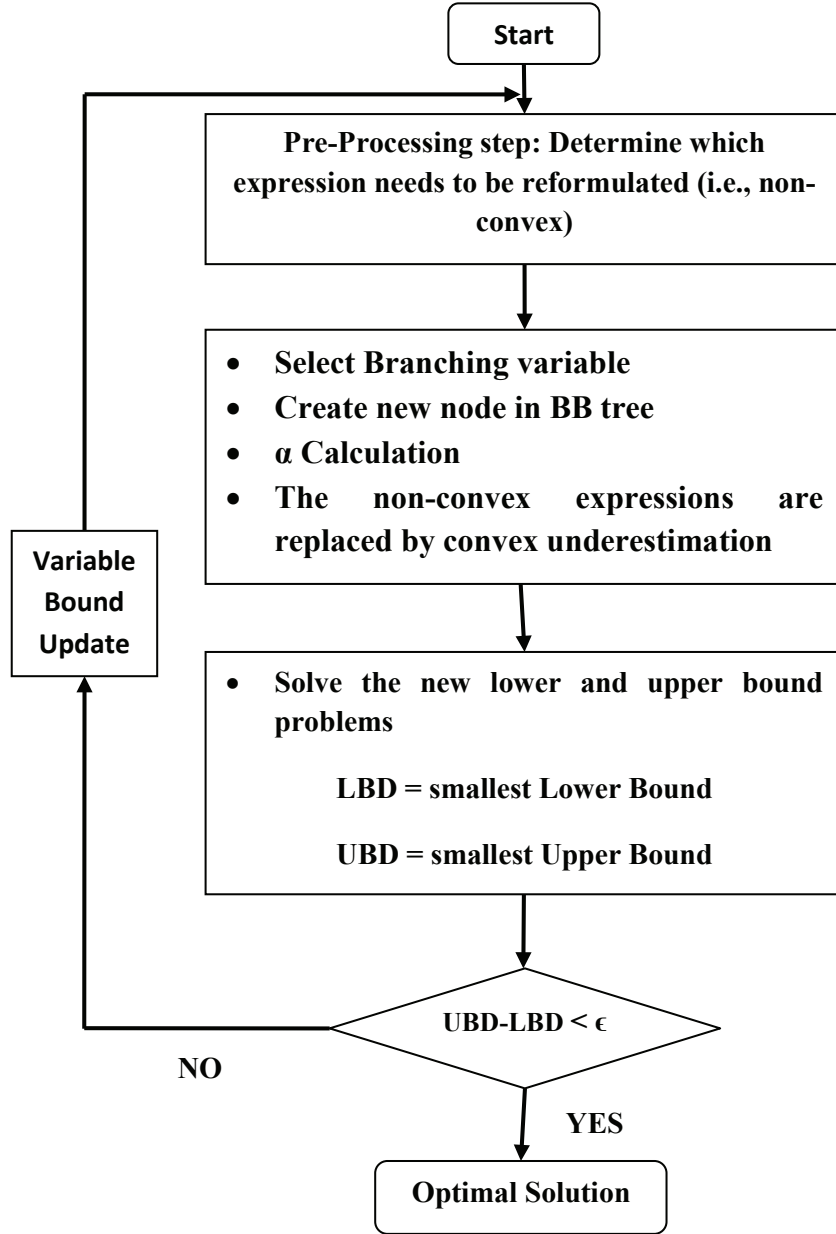 Start
Pre-Processing step: Determine which
expression needs to be reformulated (i.e., non-
convex)
• Select Branching variable
• Create new node in BB tree
• α Calculation
• The non-convex expressions are
replaced by convex underestimation
Variable
Bound
Update
• Solve the new lower and upper bound
problems
LBD = smallest Lower Bound
UBD = smallest Upper Bound
UBD-LBD < ϵ
NO
YES
Optimal Solution